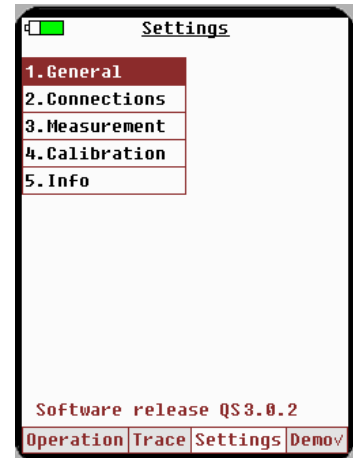 Settings
1.General
2.Connections
3.Measurement
4.Calibration
5.Info
Software release QS3.0.2
Operation Trace Settings Demo√